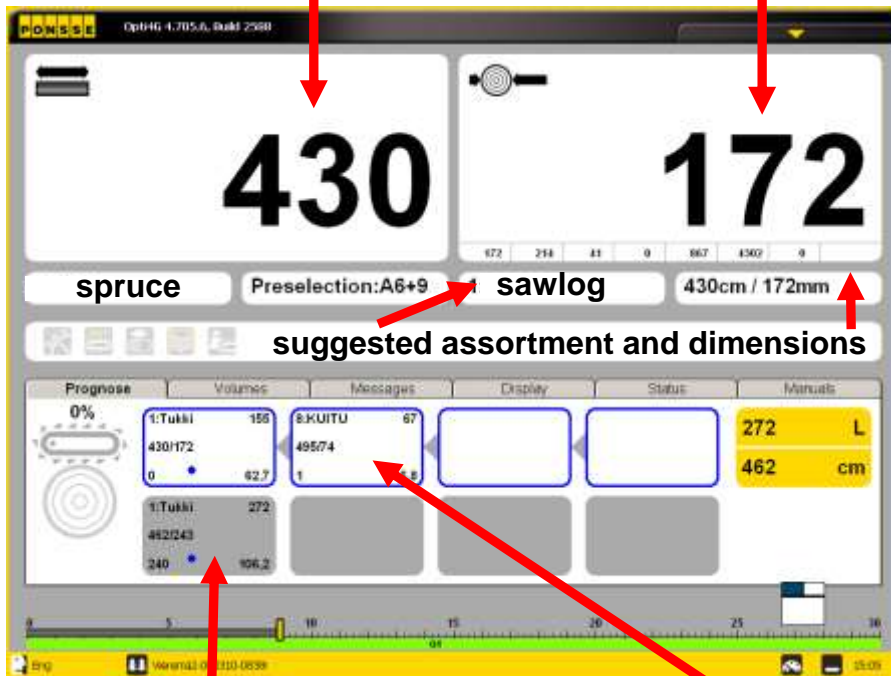 PONSSE Opti4G 4.705.6, Build 2588
430
172
172 214 41 0 867 4302 0
spruce Preselection:A6+9 1 sawlog 430cm / 172mm
suggested assortment and dimensions
Prognose Volumes Messages Display Status Manuals
0%
1:Tukki 155 8:KUITU 67
430/172 495/74
0 62,7 1
272 L
462 cm
1:Tukki 272
462/243
240 106,2
0 5 10 15 20 25 30
Eng 15:05